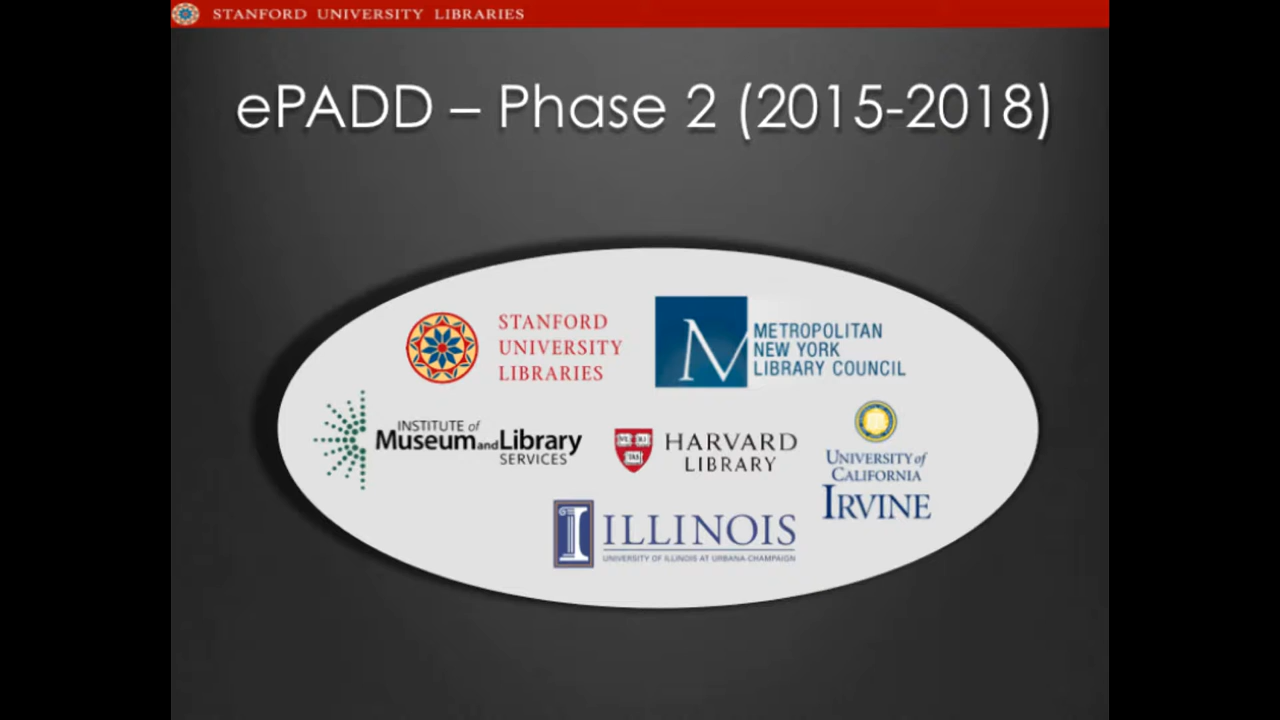 STANFORD UNIVERSITY LIBRARIES
ePADD – Phase 2 (2015-2018)
STANFORD
UNIVERSITY
LIBRARIES
METROPOLITAN
NEW YORK
LIBRARY COUNCIL
INSTITUTE of
Museum and Library
SERVICES
HARVARD
LIBRARY
UNIVERSITY of
CALIFORNIA
IRVINE
ILLINOIS
UNIVERSITY OF ILLINOIS AT URBANA-CHAMPAIGN